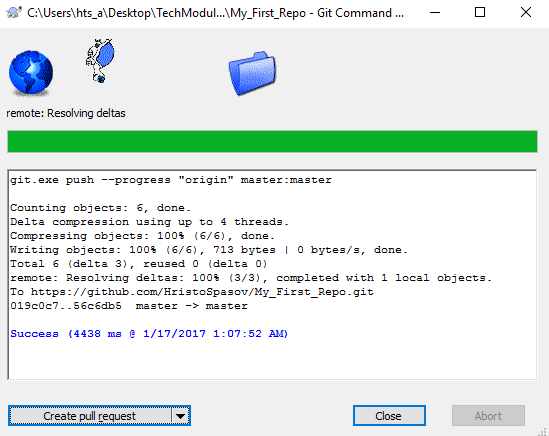 C:\Users\hts_a\Desktop\TechModul...\My_First_Repo - Git Command ...
remote: Resolving deltas
git.exe push --progress "origin" master:master
Counting objects: 6, done.
Delta compression using up to 4 threads.
Compressing objects: 100% (6/6), done.
Writing objects: 100% (6/6), 713 bytes | 0 bytes/s, done.
Total 6 (delta 3), reused 0 (delta 0)
remote: Resolving deltas: 100% (3/3), completed with 1 local objects.
To https://github.com/HristoSpasov/My_First_Repo.git
019c0c7..56c6db5  master -> master
Success (4438 ms @ 1/17/2017 1:07:52 AM)
Create pull request
Close
Abort